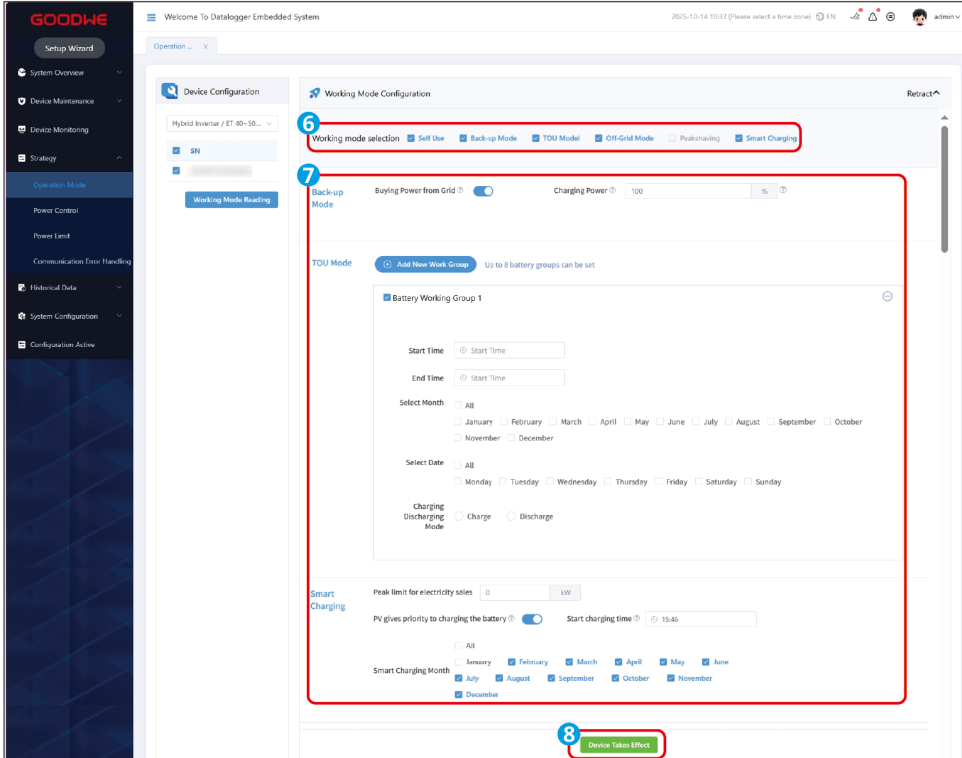 GOODWE
Welcome To Datalogger Embedded System
2025-10-14 10:33 (Please select a time zone) EN
admin
Setup Wizard
Operation ... ×
System Overview
Device Maintenance
Device Monitoring
Strategy
Operation Mode
Power Control
Power Limit
Communication Error Handling
Historical Data
System Configuration
Configuration Active
Device Configuration
Hybrid Inverter / ET 40~50...
SN
Working Mode Reading
Working Mode Configuration
Retract
6
Working mode selection Self Use Back-up Mode TOU Model Off-Grid Mode Peakshaving Smart Charging
7
Back-up Mode
Buying Power from Grid Charging Power 100 %
TOU Mode
Add New Work Group Up to 8 battery groups can be set
Battery Working Group 1
Start Time Start Time
End Time Start Time
Select Month All
January February March April May June July August September October
November December
Select Date All
Monday Tuesday Wednesday Thursday Friday Saturday Sunday
Charging
Discharging
Mode
Charge Discharge
Smart
Charging
Peak limit for electricity sales 0 kW
PV gives priority to charging the battery Start charging time 15:46
All
Smart Charging Month
January February March April May June
July August September October November
December
8
Device Takes Effect